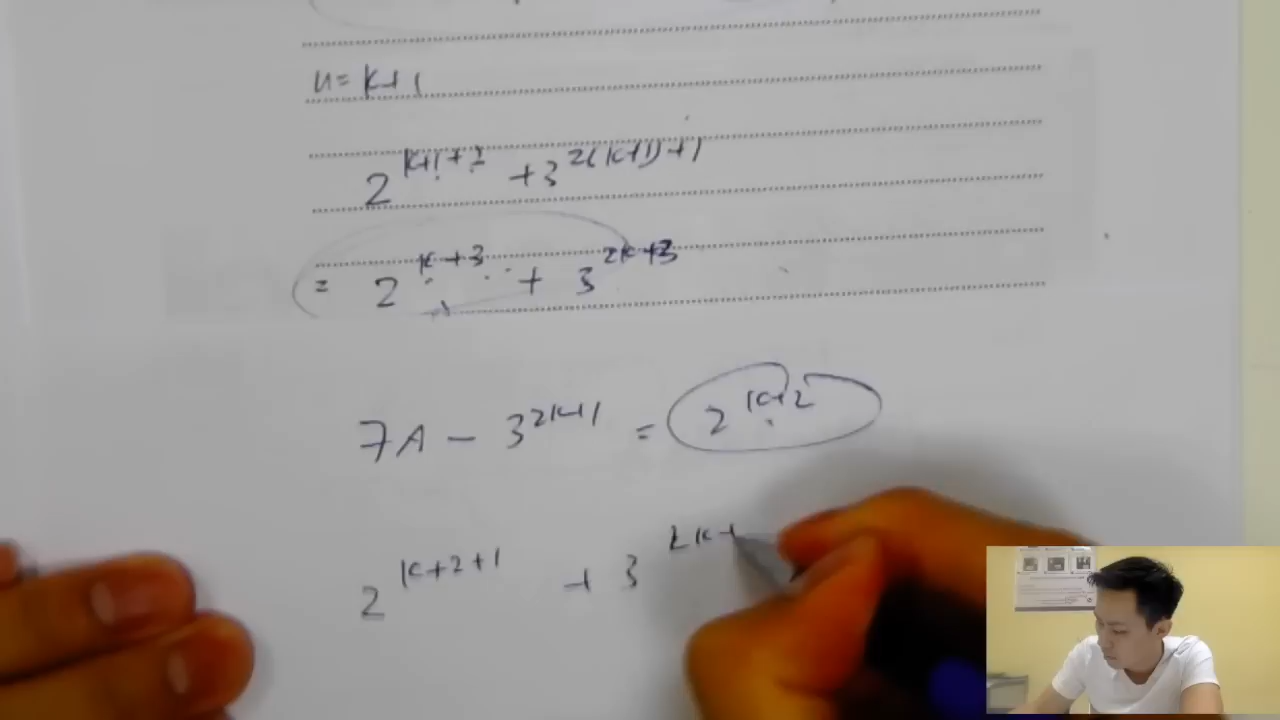 n = k+1
2^{k+1+2} + 3^{2(k+1)+1}
= 2^{k+3} + 3^{2k+3}
7A - 3^{2k+1} = 2^{k+2}
2^{k+2+1} + 3^{2k+